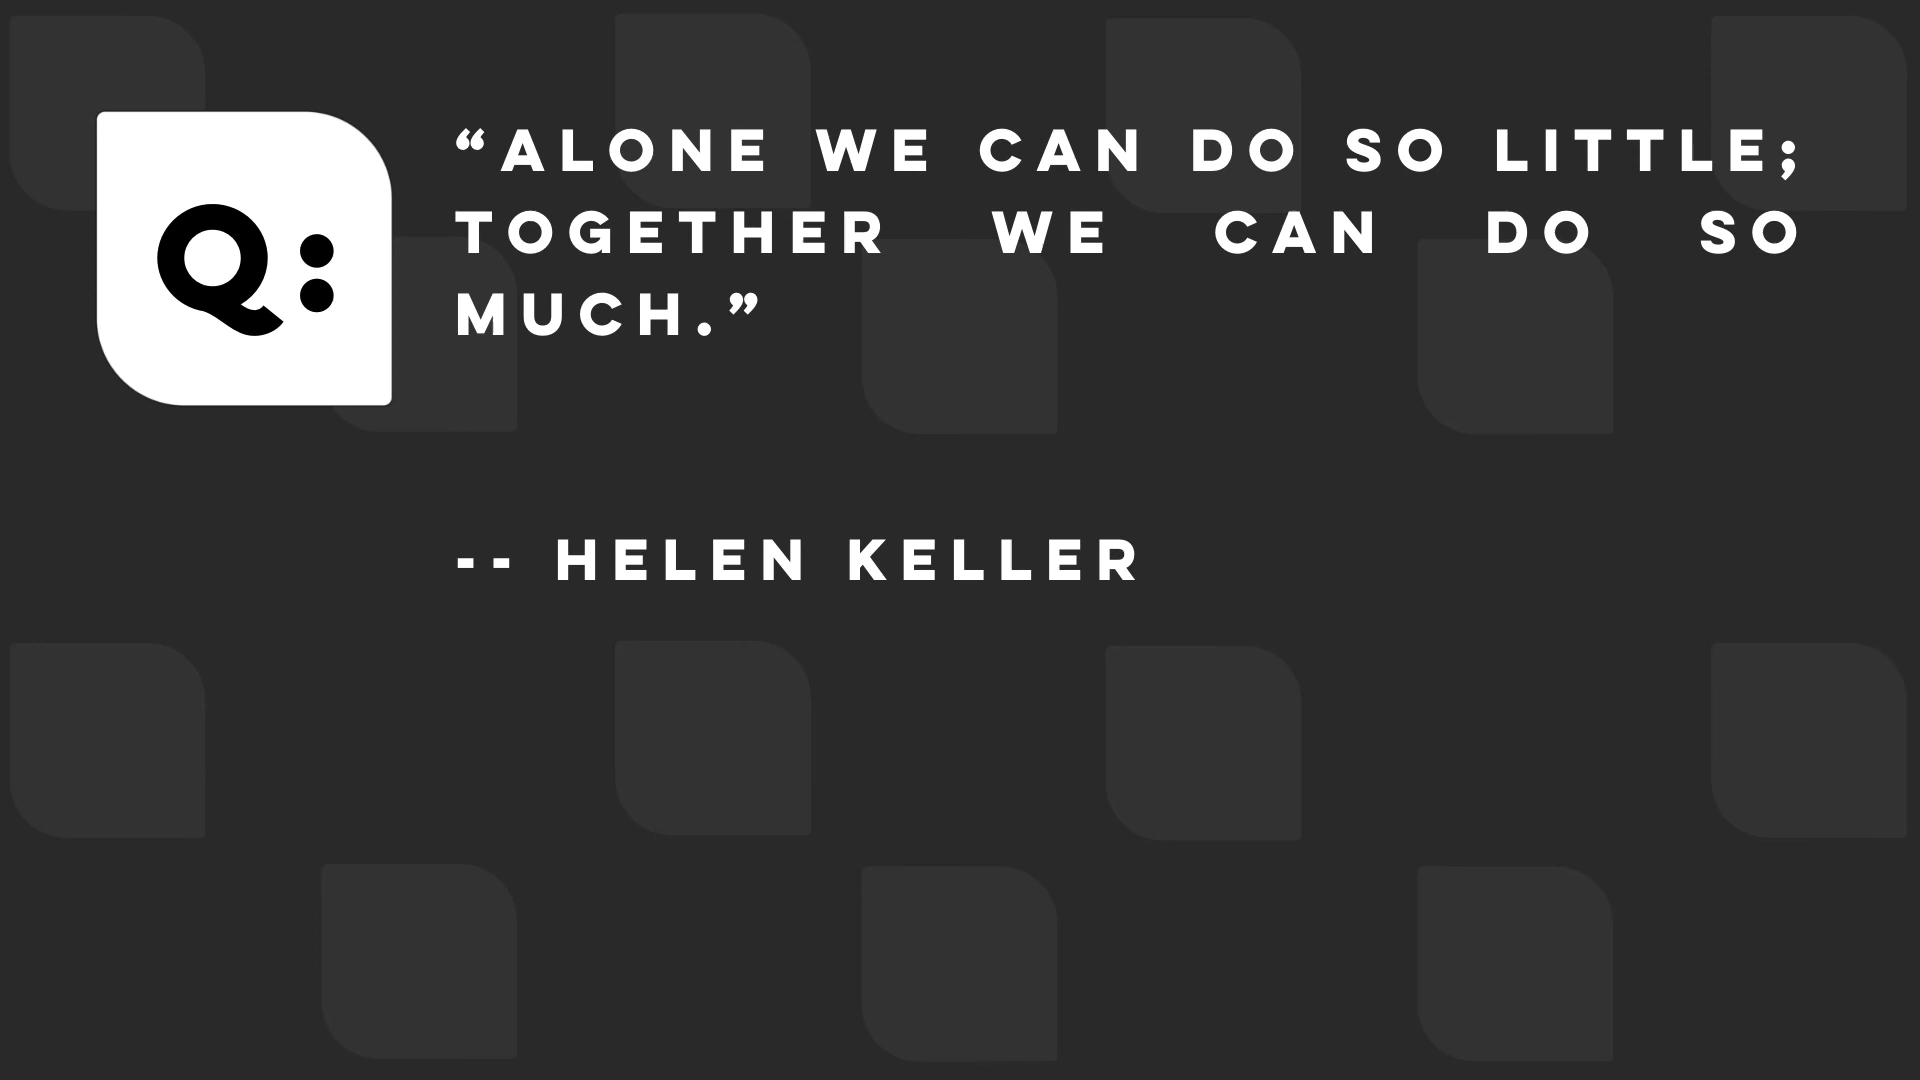 Q:
“ALONE WE CAN DO SO LITTLE;
TOGETHER WE CAN DO SO
MUCH.”
-- HELEN KELLER